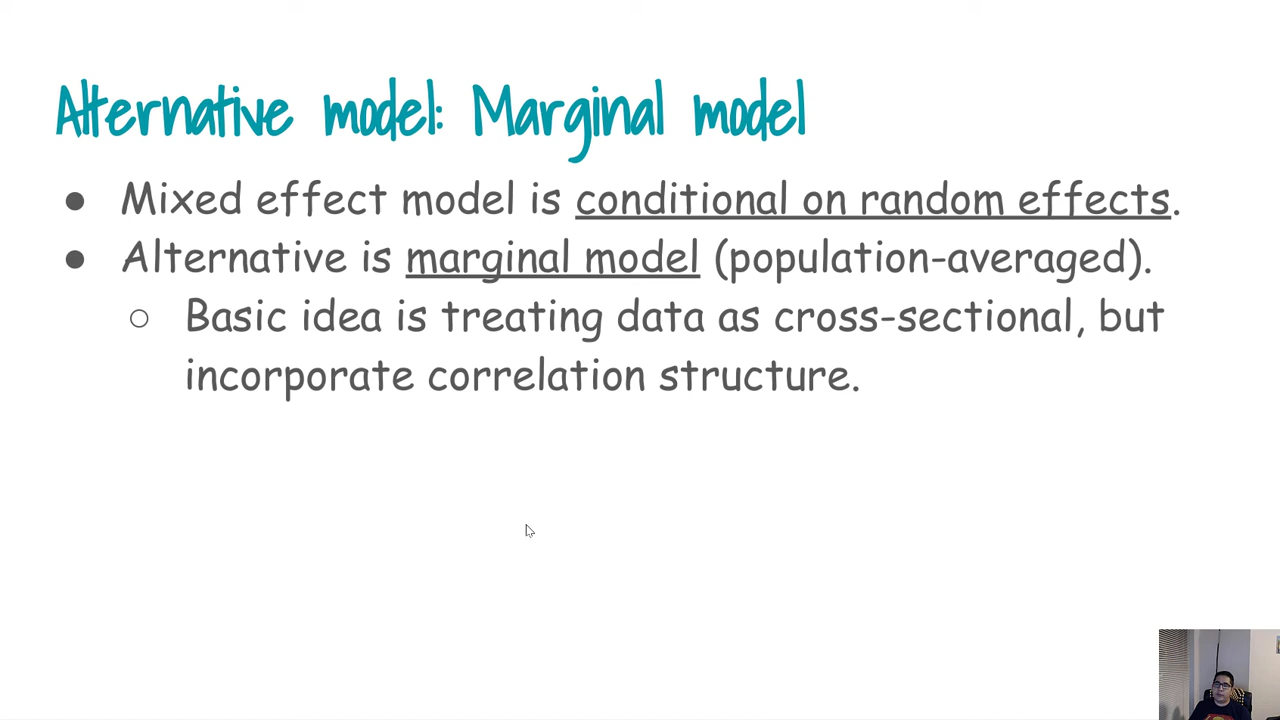 Alternative model: Marginal model
● Mixed effect model is conditional on random effects.
● Alternative is marginal model (population-averaged).
○ Basic idea is treating data as cross-sectional, but
incorporate correlation structure.